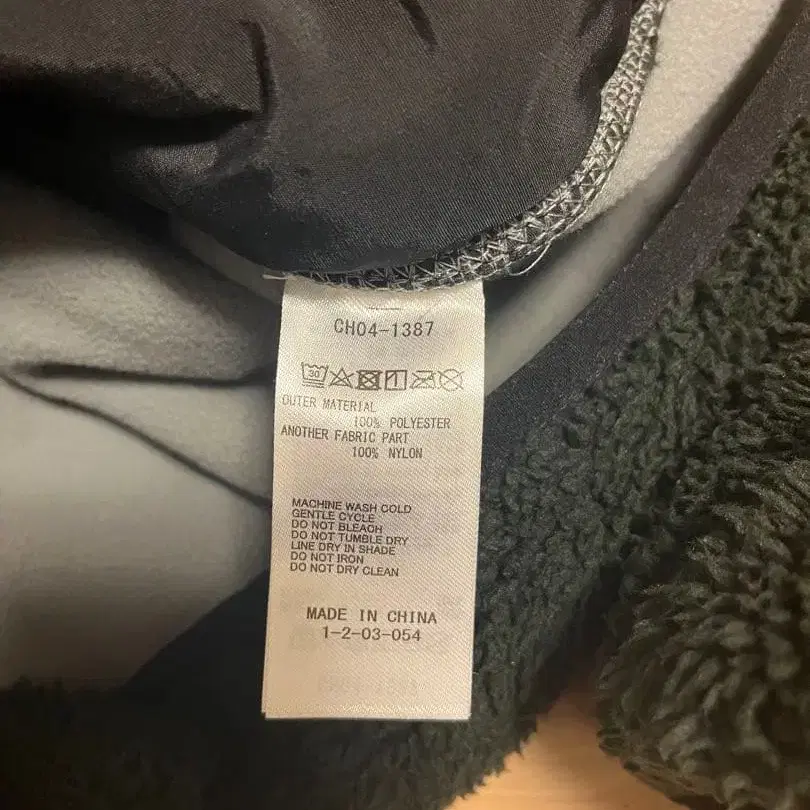 CH04-1387
30
OUTER MATERIAL
100% POLYESTER
ANOTHER FABRIC PART
100% NYLON
MACHINE WASH COLD
GENTLE CYCLE
DO NOT BLEACH
DO NOT TUMBLE DRY
LINE DRY IN SHADE
DO NOT IRON
DO NOT DRY CLEAN
MADE IN CHINA
1-2-03-054